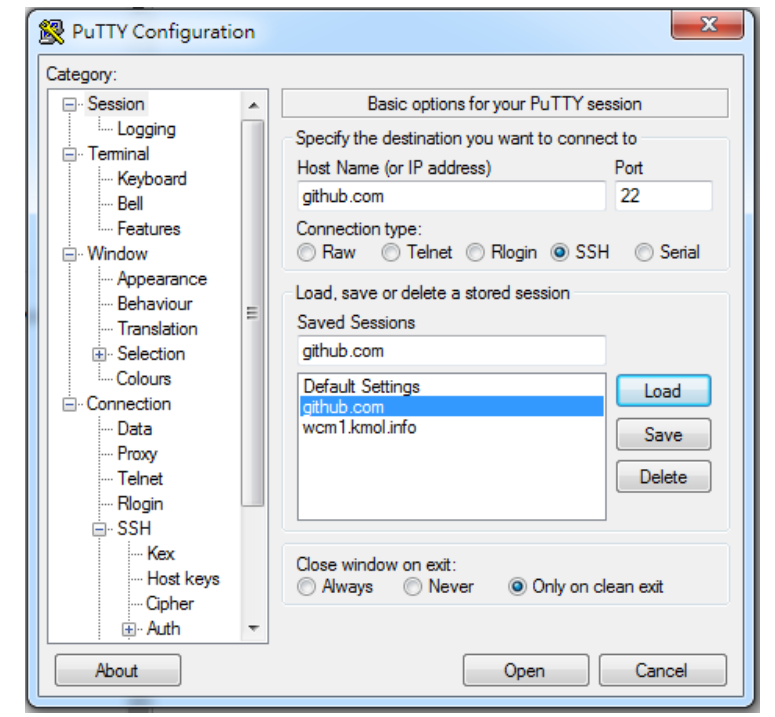 PuTTY Configuration
Category:
Session
Logging
Terminal
Keyboard
Bell
Features
Window
Appearance
Behaviour
Translation
Selection
Colours
Connection
Data
Proxy
Telnet
Rlogin
SSH
Kex
Host keys
Cipher
Auth
Basic options for your PuTTY session
Specify the destination you want to connect to
Host Name (or IP address) Port
github.com 22
Connection type:
Raw Telnet Rlogin SSH Serial
Load, save or delete a stored session
Saved Sessions
github.com
Default Settings
github.com
wcm1.kmol.info
Load
Save
Delete
Close window on exit:
Always Never Only on clean exit
About Open Cancel